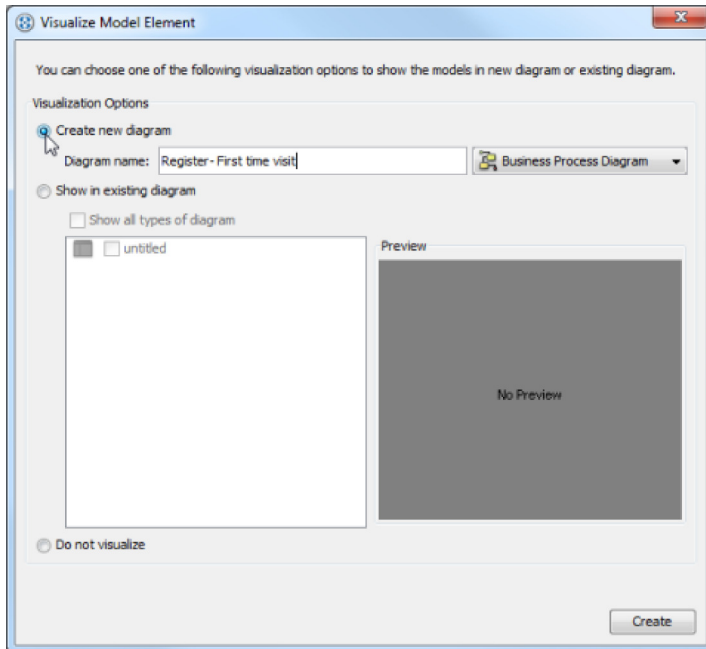 Visualize Model Element
You can choose one of the following visualization options to show the models in new diagram or existing diagram.
Visualization Options
Create new diagram
Diagram name: Register- First time visit Business Process Diagram
Show in existing diagram
Show all types of diagram
untitled
Preview
No Preview
Do not visualize
Create